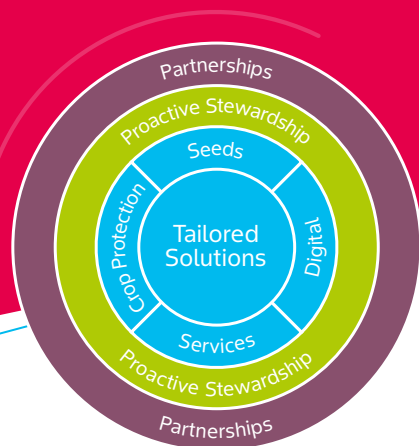 Partnerships
Proactive Stewardship
Seeds
Crop Protection
Tailored
Solutions
Digital
Services
Proactive Stewardship
Partnerships